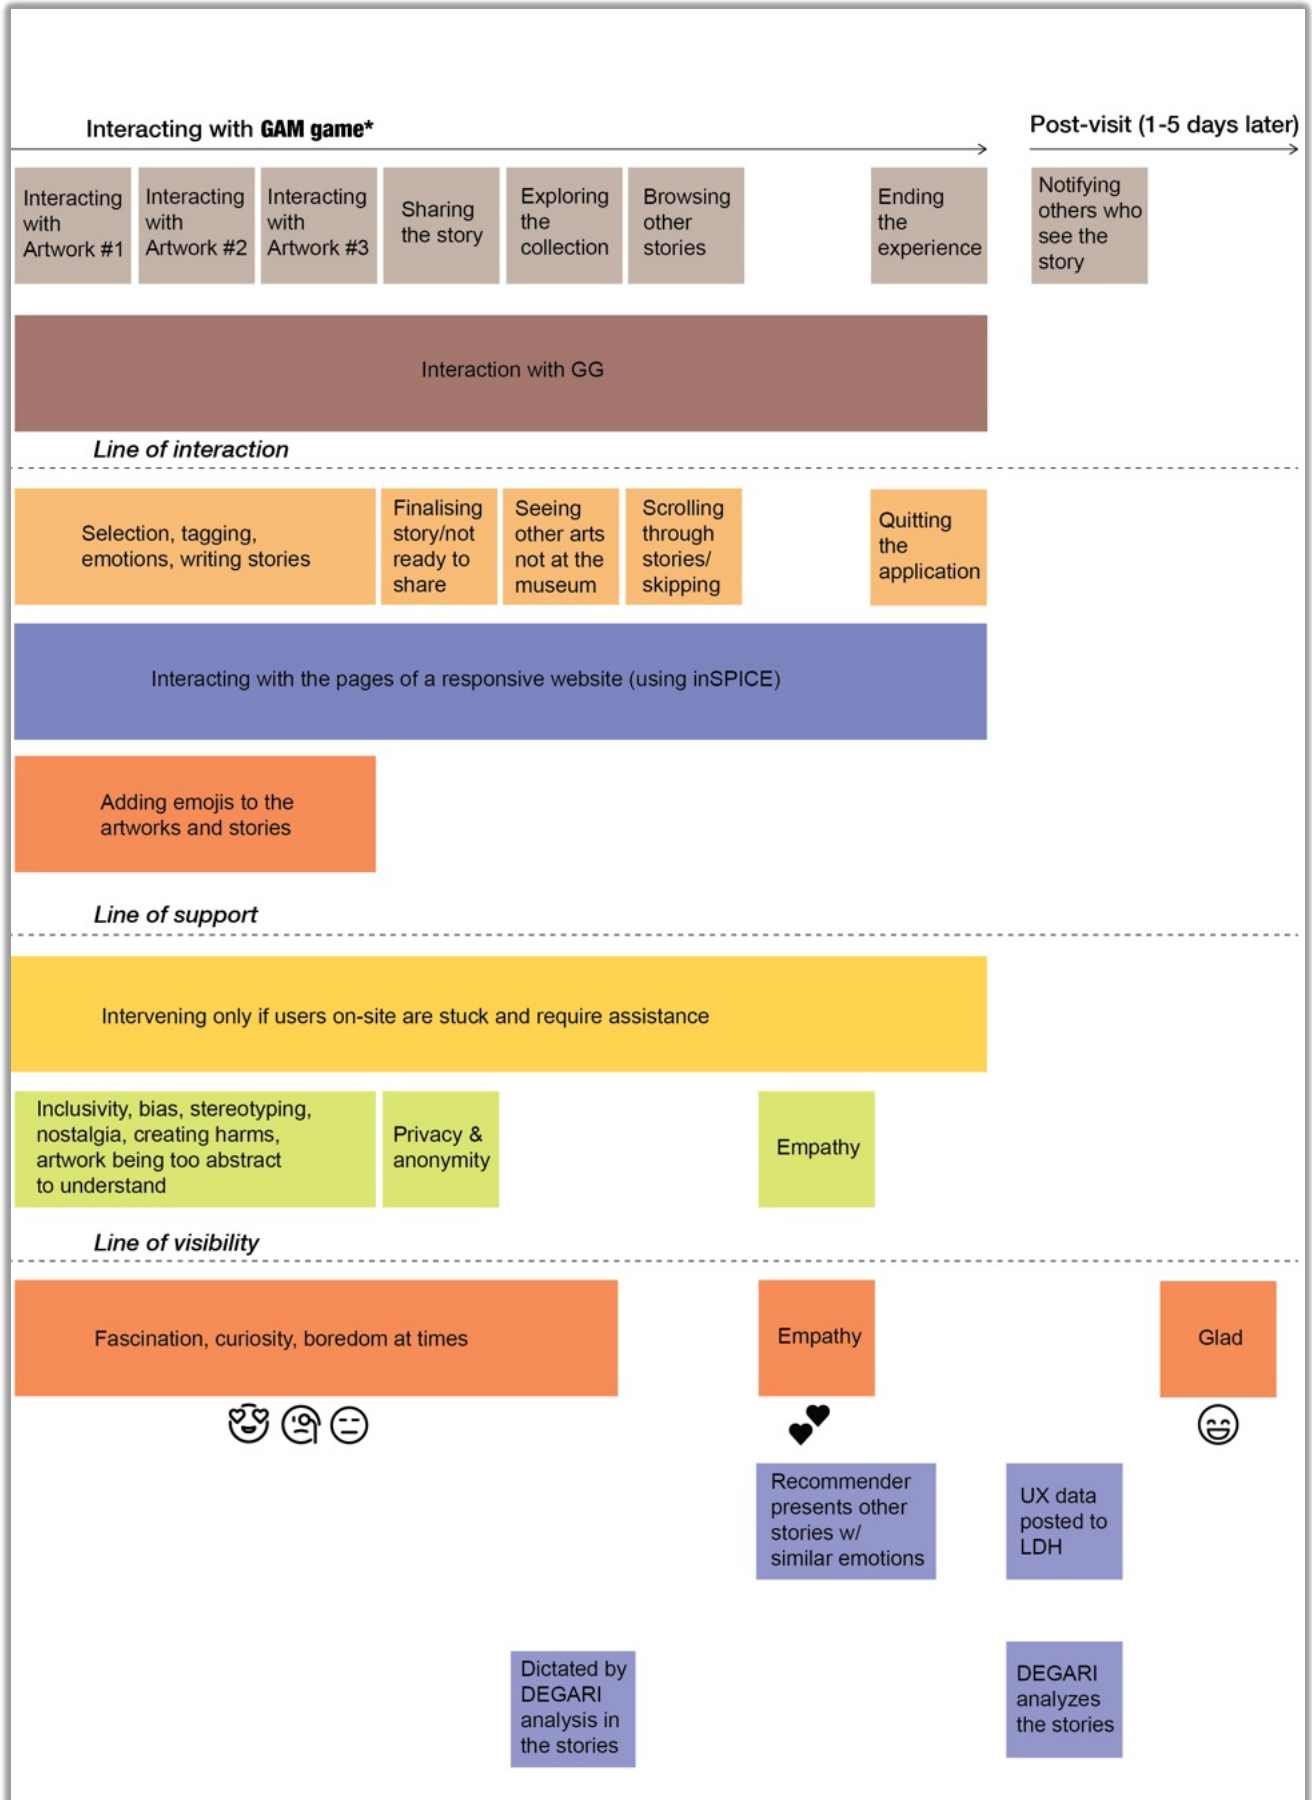 Interacting with GAM game*
Post-visit (1-5 days later)
Interacting
with
Artwork #1
Interacting
with
Artwork #2
Interacting
with
Artwork #3
Sharing
the story
Exploring
the
collection
Browsing
other
stories
Ending
the
experience
Notifying
others who
see the
story
Interaction with GG
Line of interaction
Selection, tagging,
emotions, writing stories
Finalising
story/not
ready to
share
Seeing
other arts
not at the
museum
Scrolling
through
stories/
skipping
Quitting
the
application
Interacting with the pages of a responsive website (using inSPICE)
Adding emojis to the
artworks and stories
Line of support
Intervening only if users on-site are stuck and require assistance
Inclusivity, bias, stereotyping,
nostalgia, creating harms,
artwork being too abstract
to understand
Privacy &
anonymity
Empathy
Line of visibility
Fascination, curiosity, boredom at times
Empathy
Glad
Recommender
presents other
stories w/
similar emotions
UX data
posted to
LDH
Dictated by
DEGARI
analysis in
the stories
DEGARI
analyzes
the stories